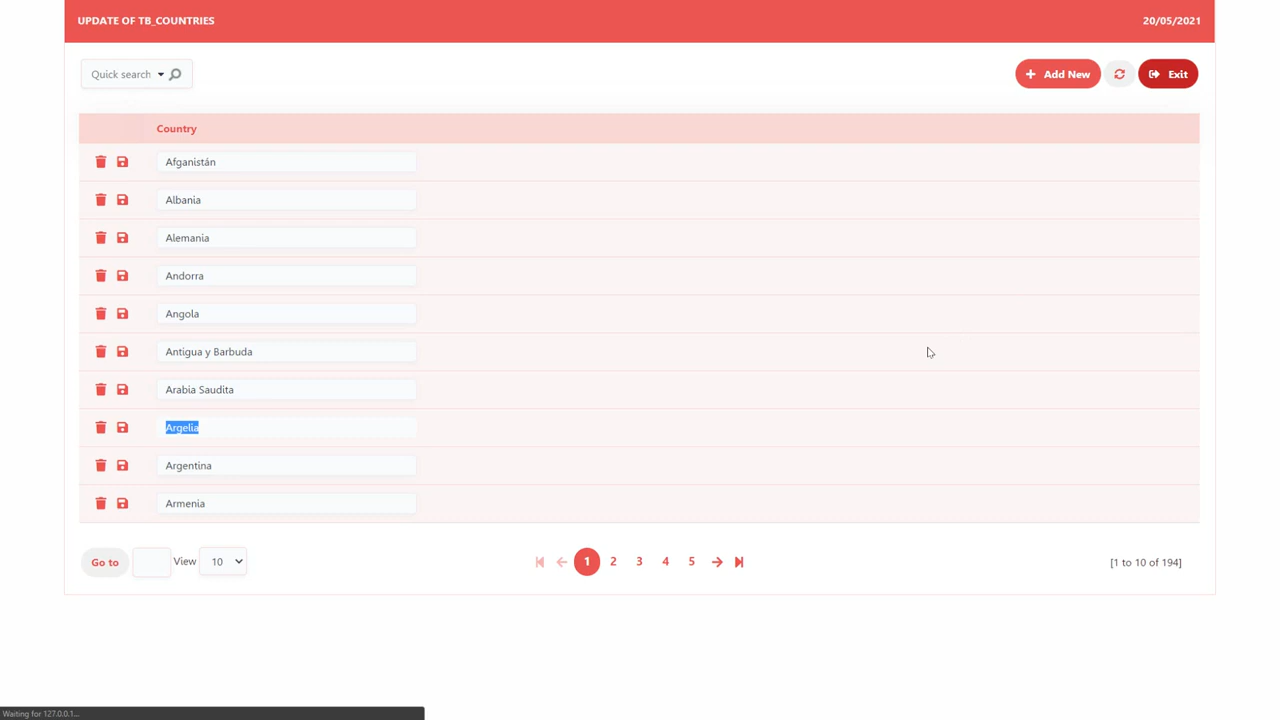 UPDATE OF TB_COUNTRIES 20/05/2021
Quick search Add New Exit
Country
Afganistán
Albania
Alemania
Andorra
Angola
Antigua y Barbuda
Arabia Saudita
Argelia
Argentina
Armenia
Go to View 10 1 2 3 4 5 [1 to 10 of 194]
Waiting for 127.0.0.1...